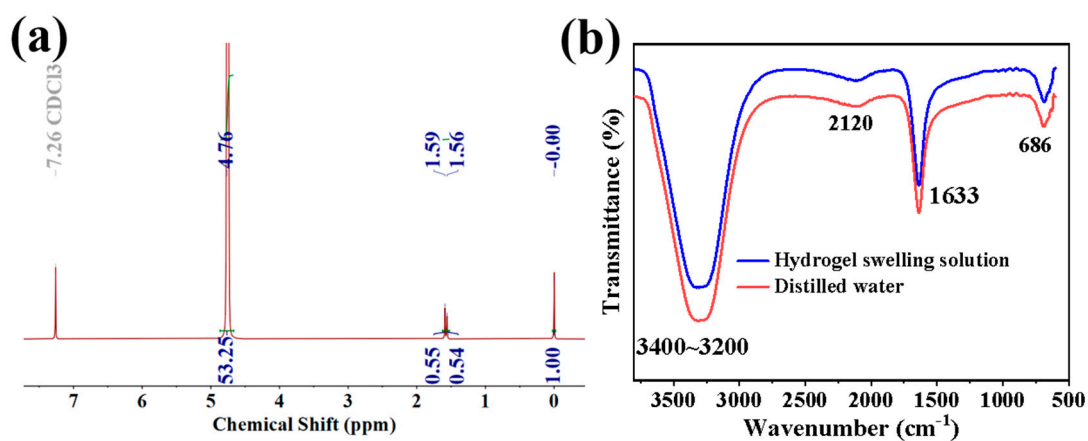 (a)
-7.26 CDCl3
4.76
1.59
1.56
-0.00
53.25
0.55
0.54
1.00
7 6 5 4 3 2 1 0
Chemical Shift (ppm)
(b)
Transmittance (%)
2120
686
1633
Hydrogel swelling solution
Distilled water
3400~3200
3500 3000 2500 2000 1500 1000 500
Wavenumber (cm⁻¹)